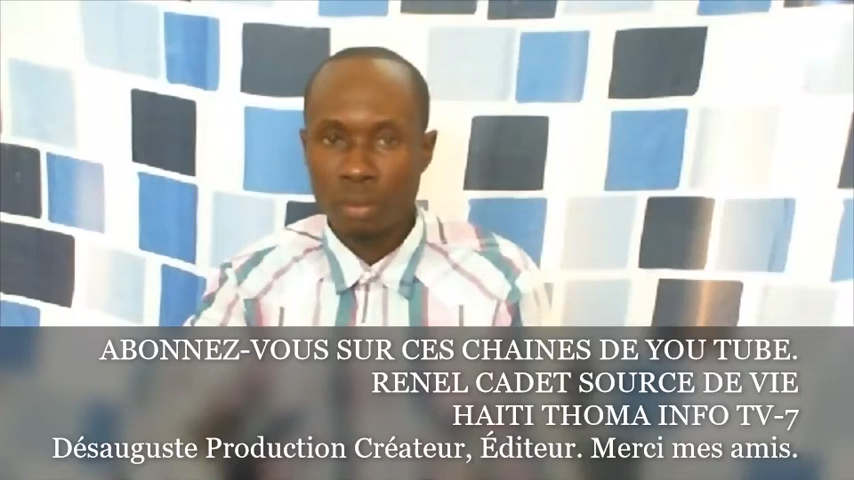 ABONNEZ-VOUS SUR CES CHAINES DE YOU TUBE.
RENEL CADET SOURCE DE VIE
HAITI THOMA INFO TV-7
Désauguste Production Créateur, Éditeur. Merci mes amis.